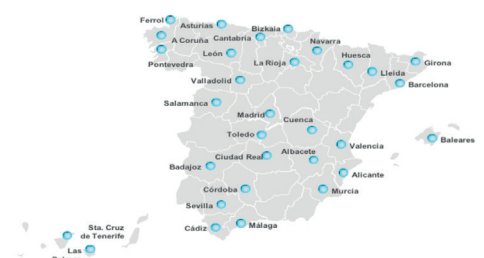 Ferrol
Asturias
Bizkaia
A Coruña
Cantabría
Navarra
León
La Rioja
Huesca
Girona
Pontevedra
Lleida
Valladolid
Barcelona
Salamanca
Madrid
Cuenca
Toledo
Baleares
Valencia
Ciudad Real
Albacete
Badajoz
Alicante
Córdoba
Murcia
Sevilla
Cádiz
Málaga
Sta. Cruz
de Tenerife
Las